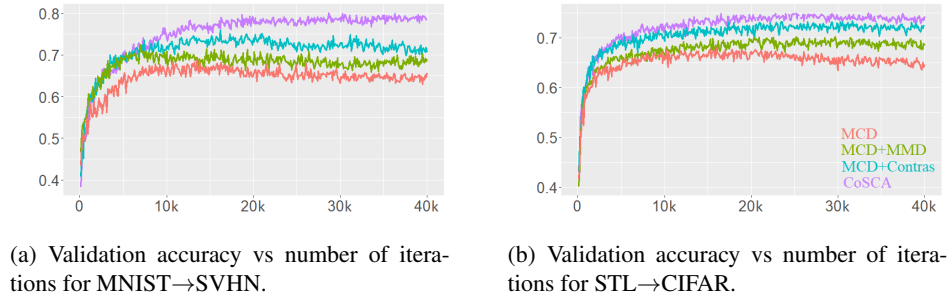 0.8
0.7
0.6
0.5
0.4
0 10k 20k 30k 40k
0.7
0.6
0.5
0.4
0 10k 20k 30k 40k
MCD
MCD+MMD
MCD+Contras
CoSCA
(a) Validation accuracy vs number of itera-
tions for MNIST→SVHN.
(b) Validation accuracy vs number of itera-
tions for STL→CIFAR.